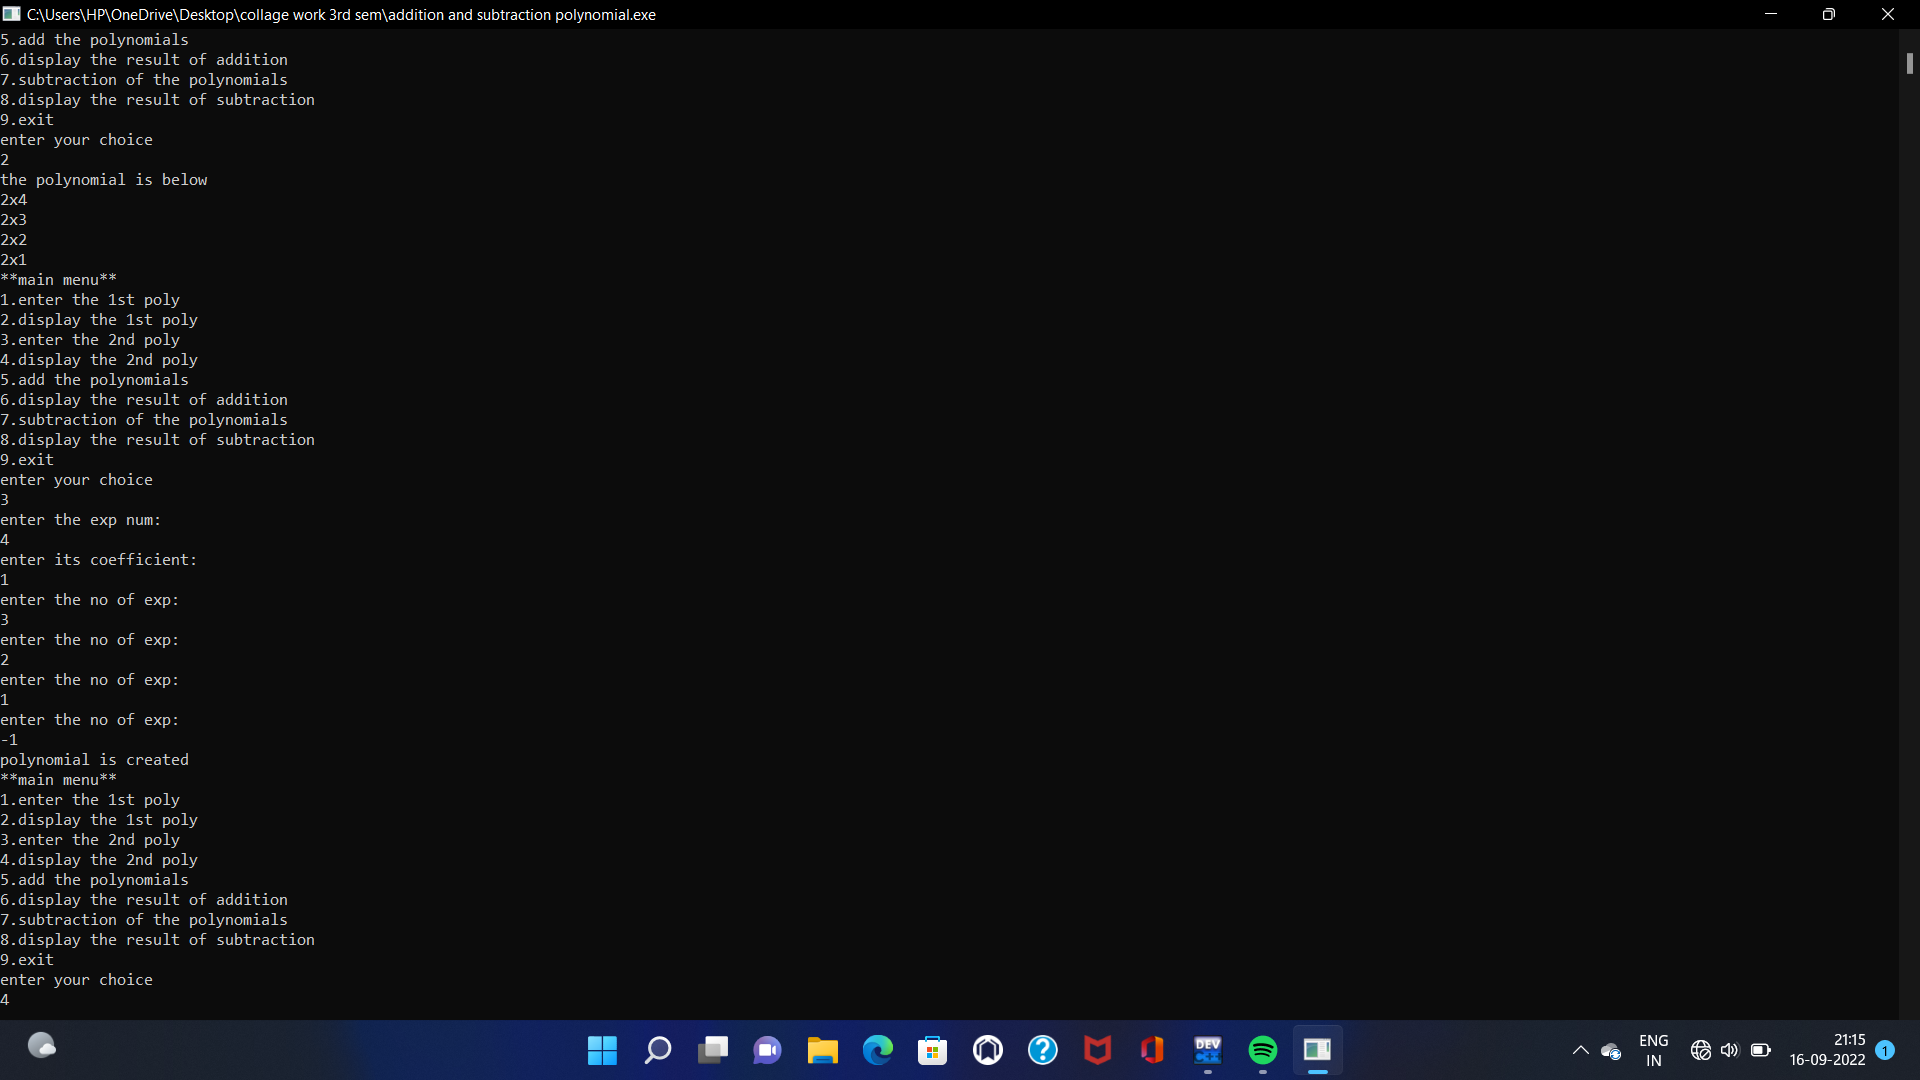 C:\Users\HP\OneDrive\Desktop\collage work 3rd sem\addition and subtraction polynomial.exe
5.add the polynomials
6.display the result of addition
7.subtraction of the polynomials
8.display the result of subtraction
9.exit
enter your choice
2
the polynomial is below
2x4
2x3
2x2
2x1
**main menu**
1.enter the 1st poly
2.display the 1st poly
3.enter the 2nd poly
4.display the 2nd poly
5.add the polynomials
6.display the result of addition
7.subtraction of the polynomials
8.display the result of subtraction
9.exit
enter your choice
3
enter the exp num:
4
enter its coefficient:
1
enter the no of exp:
3
enter the no of exp:
2
enter the no of exp:
1
enter the no of exp:
-1
polynomial is created
**main menu**
1.enter the 1st poly
2.display the 1st poly
3.enter the 2nd poly
4.display the 2nd poly
5.add the polynomials
6.display the result of addition
7.subtraction of the polynomials
8.display the result of subtraction
9.exit
enter your choice
4
DEV
C++
ENG
IN
21:15
16-09-2022
1